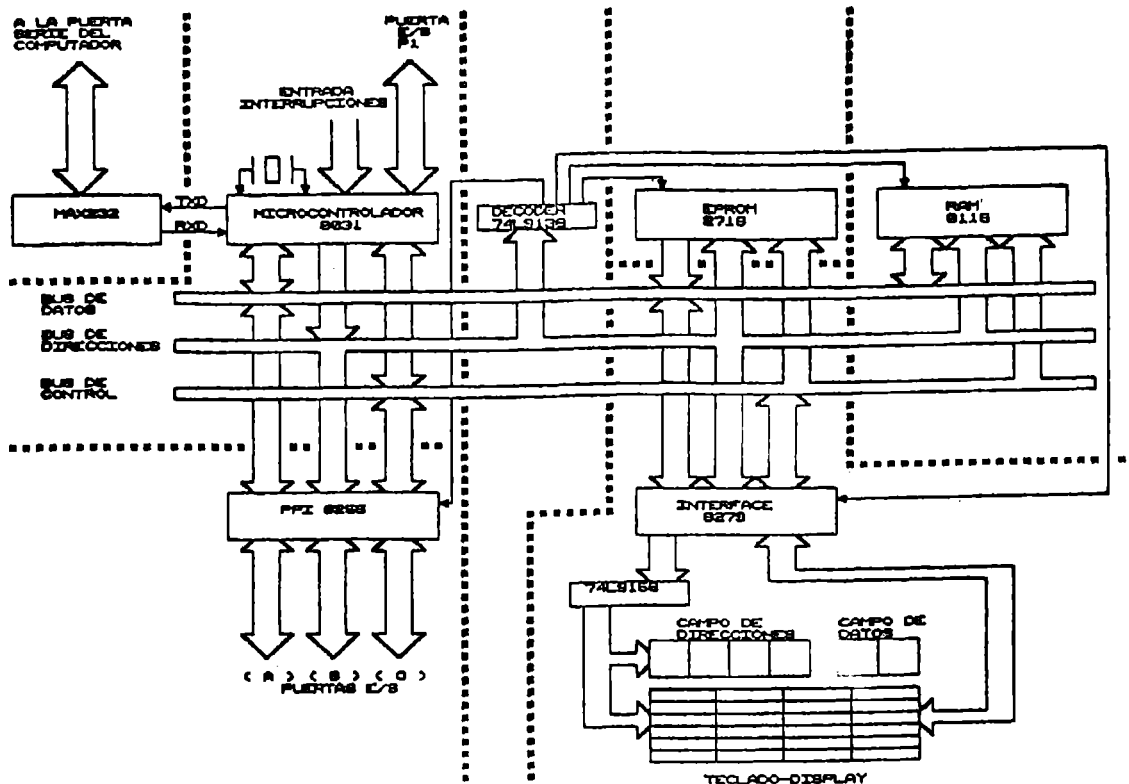 A LA PUERTA
SERIE DEL
COMPUTADOR
PUERTA
E/S
P1
ENTRADA
INTERRUPCIONES
MAX232
TXD
RXD
MICROCONTROLADOR
8031
DECODER
74LS139
EPROM
2716
RAM
6116
BUS DE
DATOS
BUS DE
DIRECCIONES
BUS DE
CONTROL
PPI 8255
INTERFACE
8279
74LS156
CAMPO DE
DIRECCIONES
CAMPO DE
DATOS
( A ) ( B ) ( C )
PUERTAS E/S
TECLADO-DISPLAY